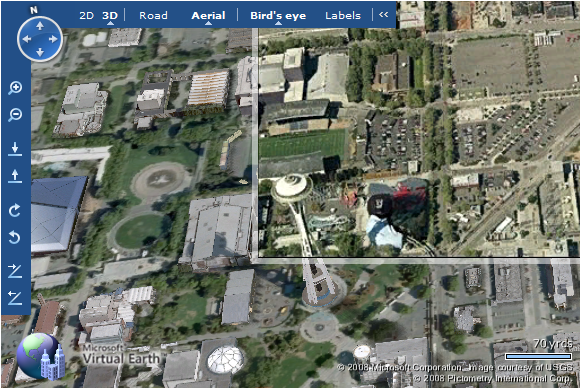 N
2D 3D Road Aerial Bird's eye Labels <<
70 yrds
Microsoft
Virtual Earth™
© 2008 Microsoft Corporation Image courtesy of USGS
© 2008 Pictometry International Corp.